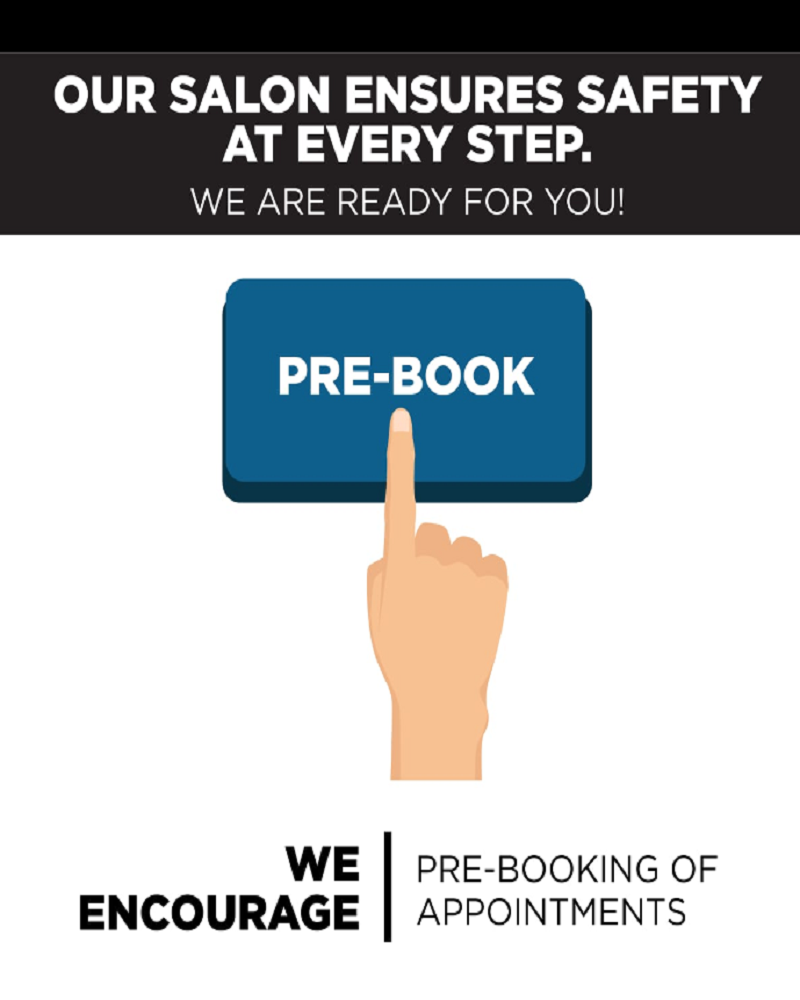 OUR SALON ENSURES SAFETY
AT EVERY STEP.
WE ARE READY FOR YOU!
PRE-BOOK
WE
ENCOURAGE
PRE-BOOKING OF
APPOINTMENTS